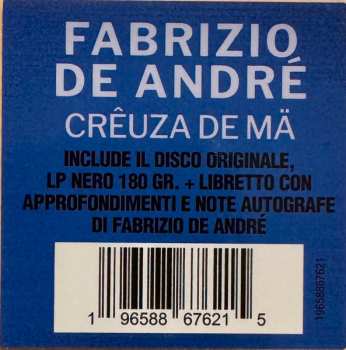 FABRIZIO
DE ANDRÉ
CRÊUZA DE MÄ
INCLUDE IL DISCO ORIGINALE,
LP NERO 180 GR. + LIBRETTO CON
APPROFONDIMENTI E NOTE AUTOGRAFE
DI FABRIZIO DE ANDRÉ
1 96588 67621 5
19658867621